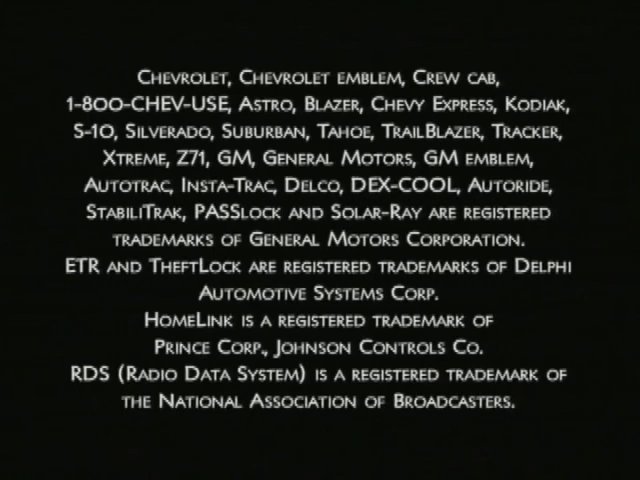 Chevrolet, Chevrolet emblem, Crew cab,
1-800-CHEV-USE, Astro, Blazer, Chevy Express, Kodiak,
S-10, Silverado, Suburban, Tahoe, TrailBlazer, Tracker,
Xtreme, Z71, GM, General Motors, GM emblem,
Autotrac, Insta-Trac, Delco, DEX-COOL, Autoride,
StabiliTrak, PASSlock and Solar-Ray are registered
trademarks of General Motors Corporation.
ETR and TheftLock are registered trademarks of Delphi
Automotive Systems Corp.
HomeLink is a registered trademark of
Prince Corp., Johnson Controls Co.
RDS (Radio Data System) is a registered trademark of
the National Association of Broadcasters.